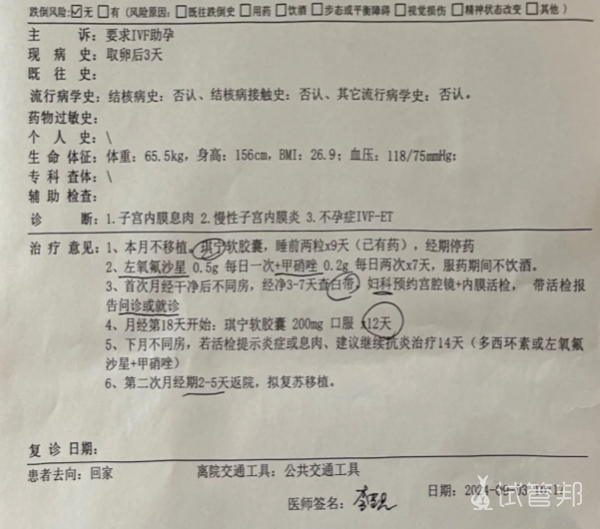 跌倒风险:☑无 □有 (风险原因: □既往跌倒史 □用药 □饮酒 □步态或平衡障碍 □视觉损伤 □精神状态改变 □其他 )
主 诉: 要求IVF助孕
现 病 史: 取卵后3天
既 往 史:
流行病学史: 结核病史: 否认、结核病接触史: 否认、其它流行病学史: 否认。
药物过敏史:
个 人 史: \
生 命 体征: 体重: 65.5kg, 身高: 156cm, BMI: 26.9; 血压: 118/75mmHg:
专 科 查体: \
辅 助 检查:
诊 断: 1.子宫内膜息肉 2.慢性子宫内膜炎 3.不孕症IVF-ET
治 疗 意见: 1、本月不移植。琪宁软胶囊, 睡前两粒x9天 (已有药), 经期停药
2、左氧氟沙星 0.5g 每日一次+甲硝唑 0.2g 每日两次x7天, 服药期间不饮酒。
3、首次月经干净后不同房, 经净3-7天查白带, 妇科预约宫腔镜+内膜活检, 带活检报
告问诊或就诊
4、月经第18天开始: 琪宁软胶囊 200mg 口服 x12天
5、下月不同房, 若活检提示炎症或息肉、建议继续抗炎治疗14天 (多西环素或左氧氟
沙星+甲硝唑)
6、第二次月经期2-5天返院, 拟复苏移植。
复 诊 日期:
患者去向: 回家 离院交通工具: 公共交通工具
医师签名: 日期: 2024-09-03
试管邦